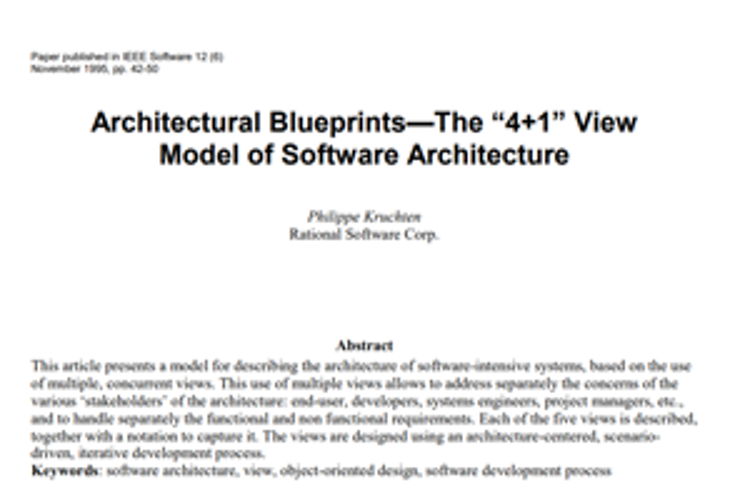 Paper published in IEEE Software 12 (6)
November 1995, pp. 42-50
Architectural Blueprints—The “4+1” View
Model of Software Architecture
Philippe Kruchten
Rational Software Corp.
Abstract
This article presents a model for describing the architecture of software-intensive systems, based on the use
of multiple, concurrent views. This use of multiple views allows to address separately the concerns of the
various ‘stakeholders’ of the architecture: end-user, developers, systems engineers, project managers, etc.,
and to handle separately the functional and non functional requirements. Each of the five views is described,
together with a notation to capture it. The views are designed using an architecture-centered, scenario-
driven, iterative development process.
Keywords: software architecture, view, object-oriented design, software development process